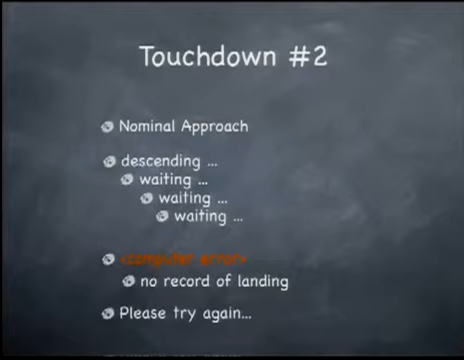 Touchdown #2
Nominal Approach
descending ...
waiting ...
waiting ...
waiting ...
<computer error>
no record of landing
Please try again...